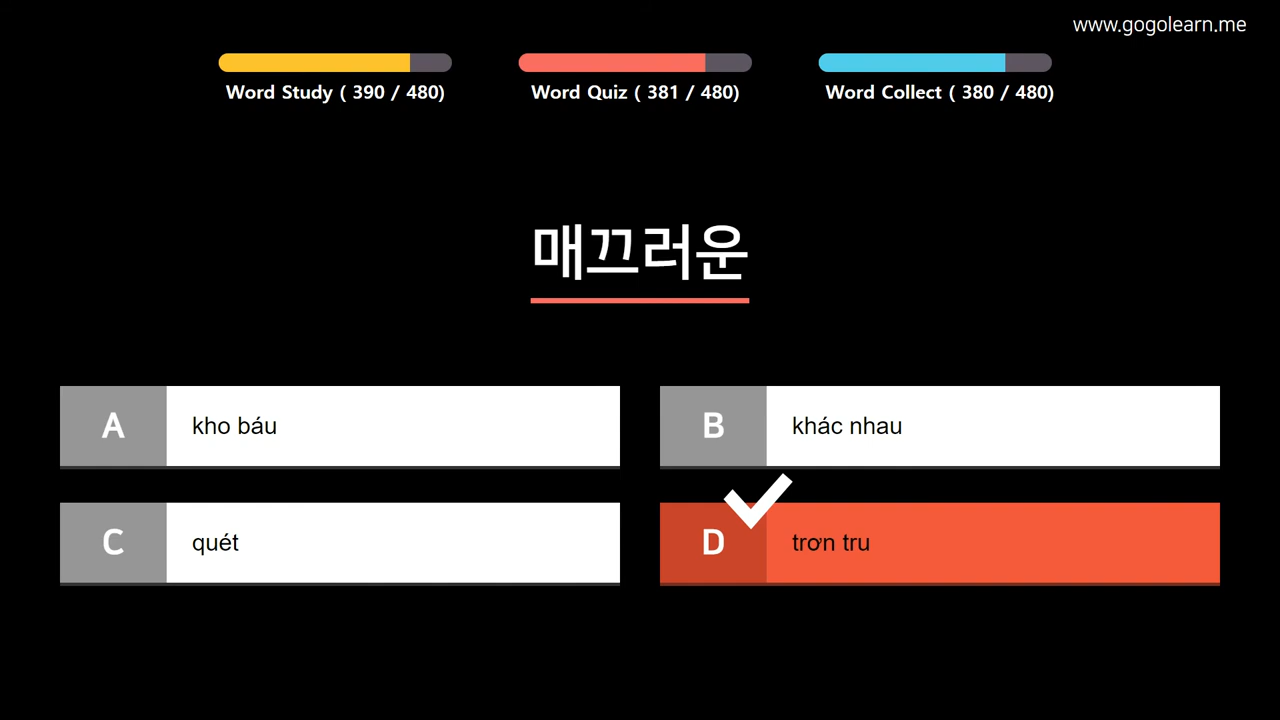 www.gogolearn.me
Word Study ( 390 / 480)
Word Quiz ( 381 / 480)
Word Collect ( 380 / 480)
매끄러운
A kho báu
B khác nhau
C quét
D trơn tru